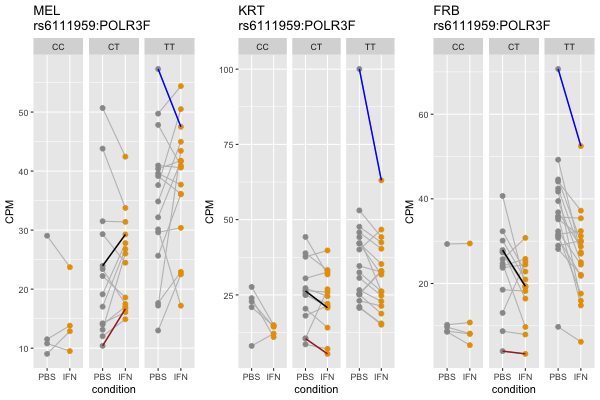 MEL
rs6111959:POLR3F
CC CT TT
CPM
50
40
30
20
10
PBS IFN PBS IFN PBS IFN
condition
KRT
rs6111959:POLR3F
CC CT TT
CPM
100
75
50
25
PBS IFN PBS IFN PBS IFN
condition
FRB
rs6111959:POLR3F
CC CT TT
CPM
60
40
20
PBS IFN PBS IFN PBS IFN
condition